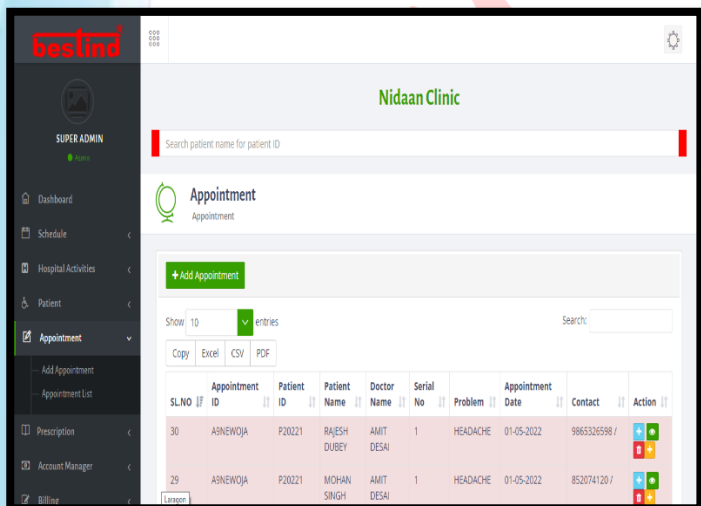 bestind
Nidaan Clinic
SUPER ADMIN
Admin
Search patient name for patient ID
Dashboard
Schedule
Hospital Activities
Patient
Appointment
Add Appointment
Appointment List
Prescription
Account Manager
Billing
Appointment
Appointment
+ Add Appointment
Show 10 entries Search:
Copy Excel CSV PDF
SL.NO Appointment ID Patient ID Patient Name Doctor Name Serial No Problem Appointment Date Contact Action
30 A9NEWOJA P20221 RAJESH DUBEY AMIT DESAI 1 HEADACHE 01-05-2022 9865326598 /
29 A9NEWOJA P20221 MOHAN SINGH AMIT DESAI 1 HEADACHE 01-05-2022 852074120 /
Laragon